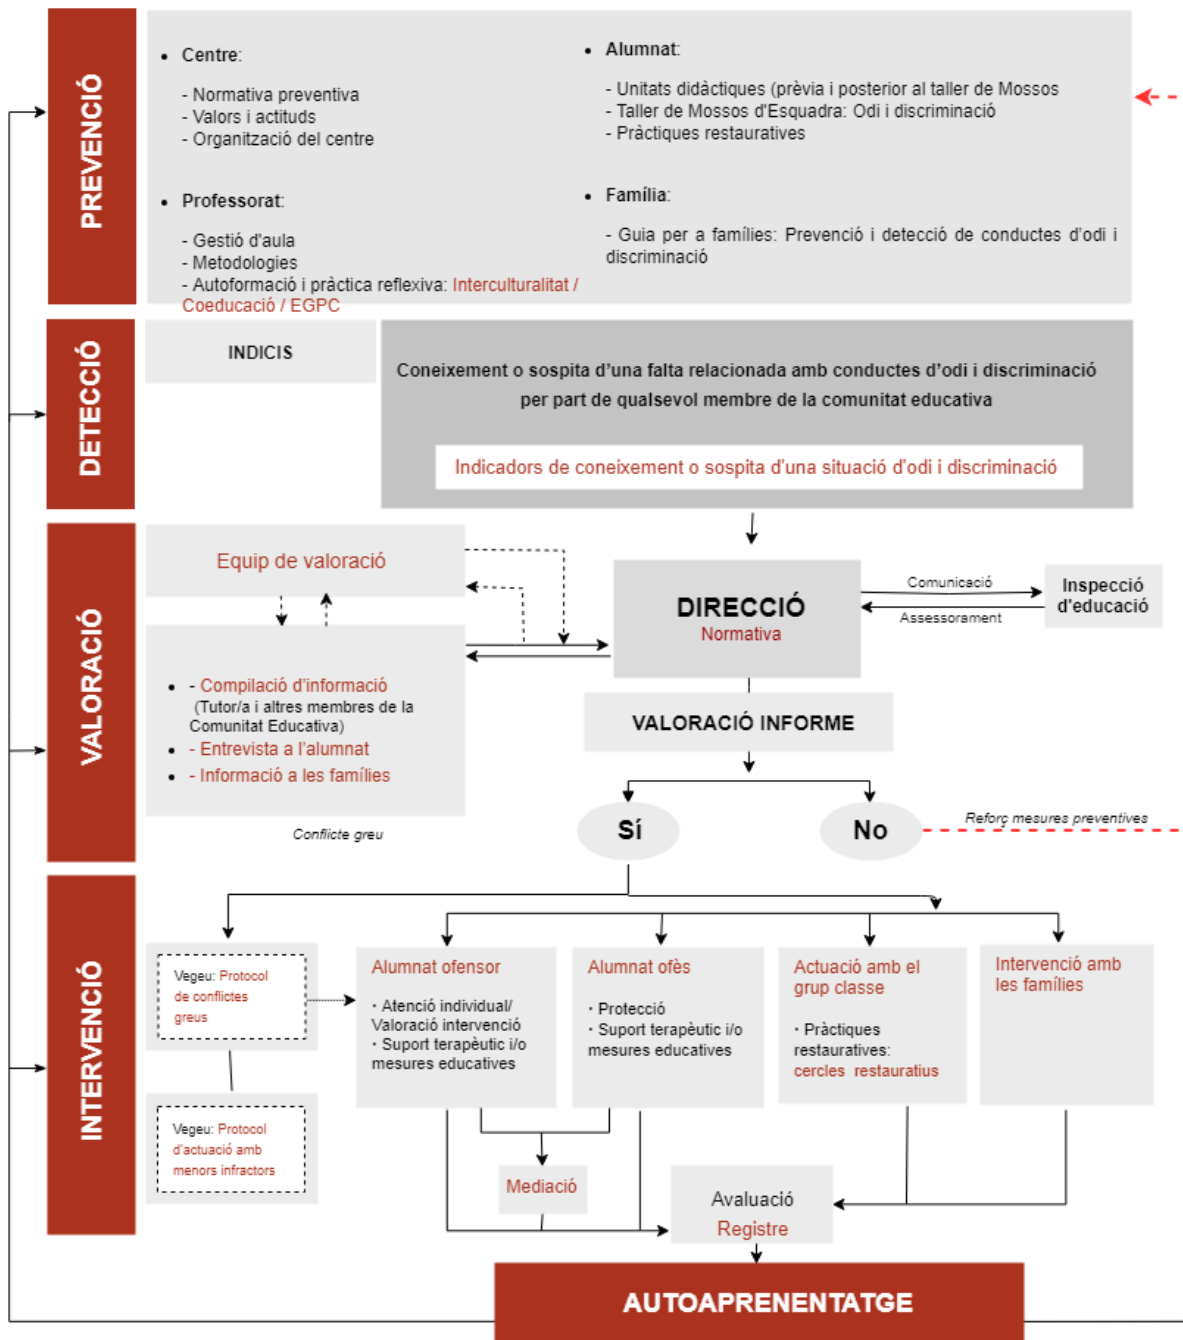 PREVENCIÓ
• Centre:
- Normativa preventiva
- Valors i actituds
- Organització del centre
• Professorat:
- Gestió d'aula
- Metodologies
- Autoformació i pràctica reflexiva: Interculturalitat /
Coeducació / EGPC
• Alumnat:
- Unitats didàctiques (prèvia i posterior al taller de Mossos
- Taller de Mossos d'Esquadra: Odi i discriminació
- Pràctiques restauratives
• Família:
- Guia per a famílies: Prevenció i detecció de conductes d'odi i
discriminació
DETECCIÓ
INDICIS
Coneixement o sospita d'una falta relacionada amb conductes d'odi i discriminació
per part de qualsevol membre de la comunitat educativa
Indicadors de coneixement o sospita d'una situació d'odi i discriminació
VALORACIÓ
Equip de valoració
• - Compilació d'informació
(Tutor/a i altres membres de la
Comunitat Educativa)
• - Entrevista a l'alumnat
• - Informació a les famílies
DIRECCIÓ
Normativa
Comunicació
Assessorament
Inspecció
d'educació
VALORACIÓ INFORME
Sí
No
Conflicte greu
Reforç mesures preventives
INTERVENCIÓ
Vegeu: Protocol
de conflictes
greus
Vegeu: Protocol
d'actuació amb
menors infractors
Alumnat ofensor
· Atenció individual/
Valoració intervenció
· Suport terapèutic i/o
mesures educatives
Alumnat ofès
· Protecció
· Suport terapèutic i/o
mesures educatives
Actuació amb el
grup classe
· Pràctiques
restauratives:
cercles restauratius
Intervenció amb
les famílies
Mediació
Avaluació
Registre
AUTOAPRENENTATGE